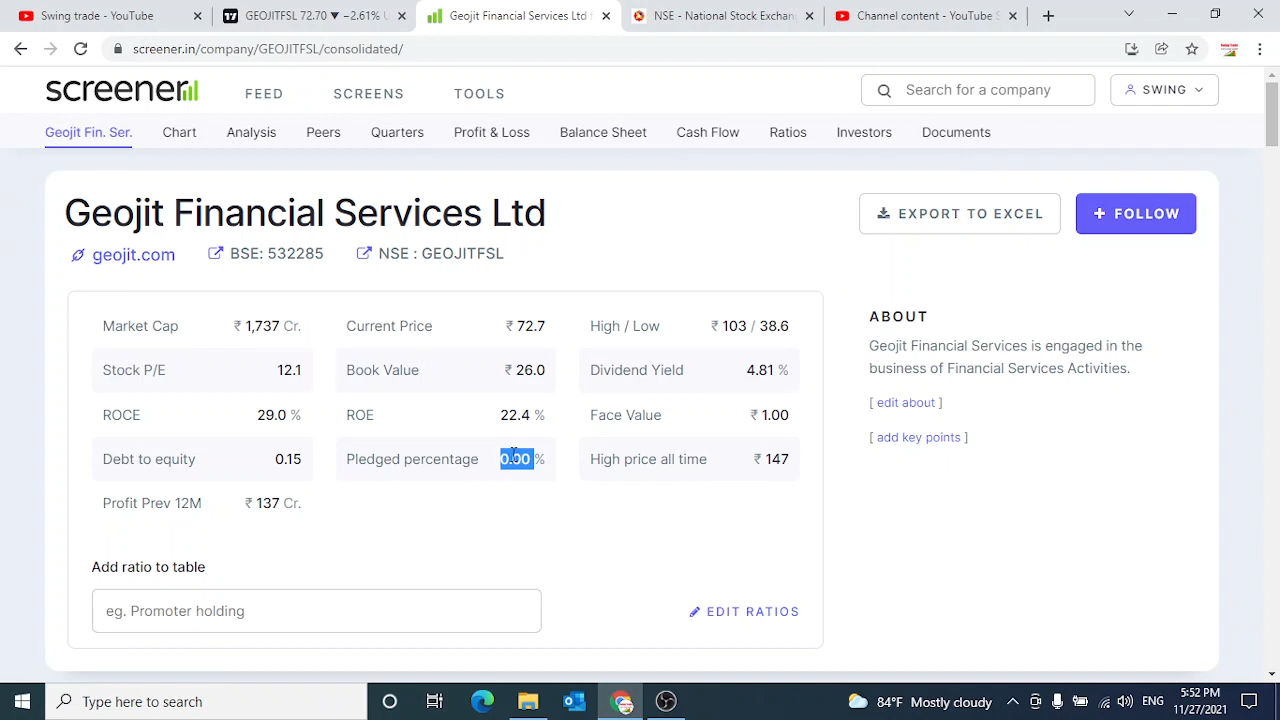 Swing trade - YouTube
GEOJITFSL 72.70 ▼ −2.61% U
Geojit Financial Services Ltd f
NSE - National Stock Exchan
Channel content - YouTube S
screener.in/company/GEOJITFSL/consolidated/
screener
FEED
SCREENS
TOOLS
Search for a company
SWING
Geojit Fin. Ser.
Chart
Analysis
Peers
Quarters
Profit & Loss
Balance Sheet
Cash Flow
Ratios
Investors
Documents
Geojit Financial Services Ltd
EXPORT TO EXCEL
+ FOLLOW
geojit.com
BSE: 532285
NSE : GEOJITFSL
Market Cap ₹ 1,737 Cr.
Current Price ₹ 72.7
High / Low ₹ 103 / 38.6
Stock P/E 12.1
Book Value ₹ 26.0
Dividend Yield 4.81 %
ROCE 29.0 %
ROE 22.4 %
Face Value ₹ 1.00
Debt to equity 0.15
Pledged percentage 0.00 %
High price all time ₹ 147
Profit Prev 12M ₹ 137 Cr.
Add ratio to table
eg. Promoter holding
EDIT RATIOS
ABOUT
Geojit Financial Services is engaged in the
business of Financial Services Activities.
[ edit about ]
[ add key points ]
Type here to search
84°F Mostly cloudy
ENG
5:52 PM
11/27/2021